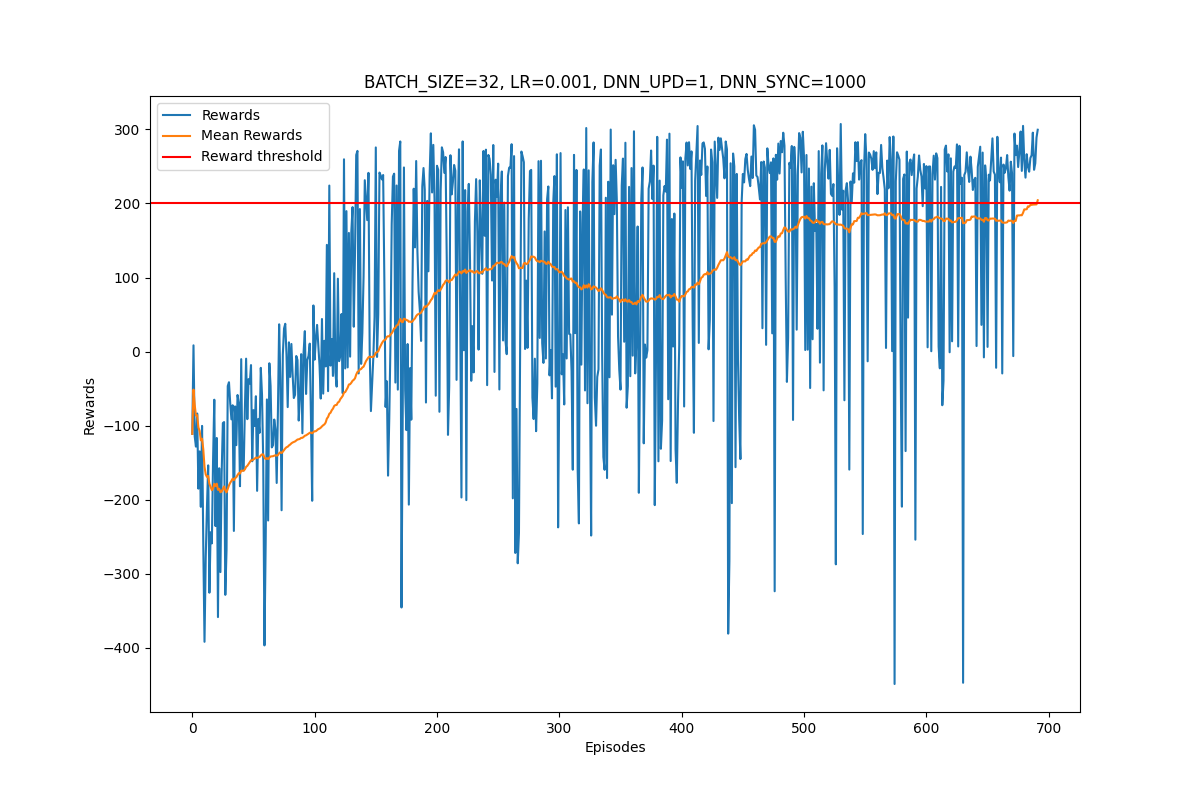 BATCH_SIZE=32, LR=0.001, DNN_UPD=1, DNN_SYNC=1000
Rewards
Mean Rewards
Reward threshold
300
200
100
0
−100
−200
−300
−400
Rewards
0 100 200 300 400 500 600 700
Episodes